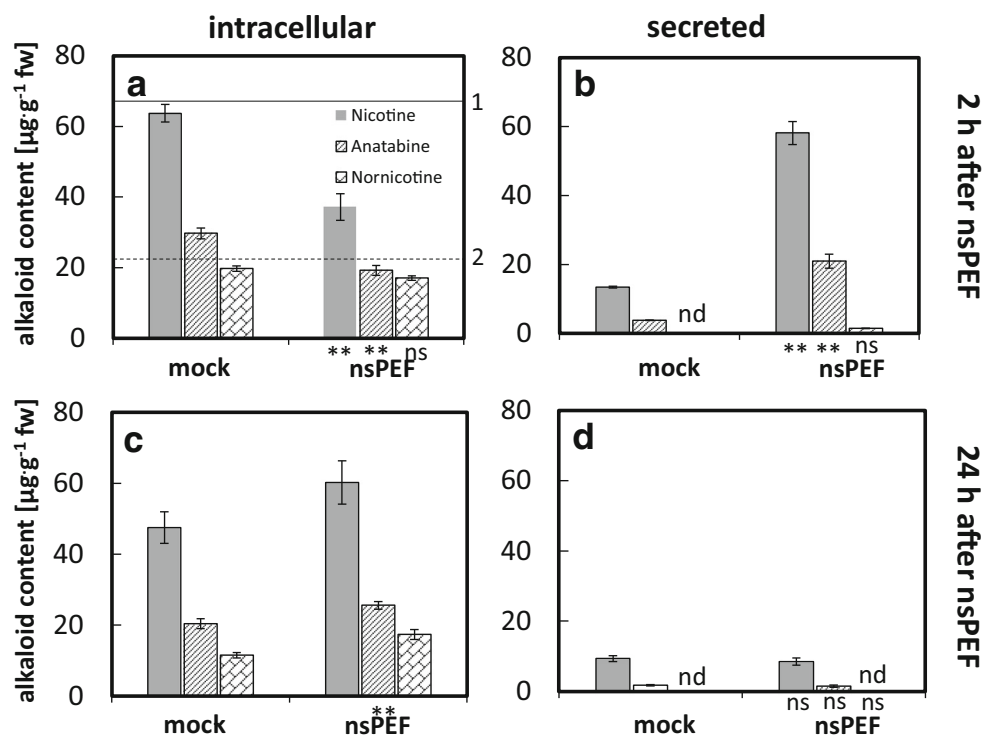 intracellular
secreted
alkaloid content [µg·g⁻¹ fw]
80
60
40
20
0
a
1
2
Nicotine
Anatabine
Nornicotine
** ** ns
mock
nsPEF
80
60
40
20
0
b
nd
** ** ns
mock
nsPEF
2 h after nsPEF
alkaloid content [µg·g⁻¹ fw]
80
60
40
20
0
c
**
mock
nsPEF
80
60
40
20
0
d
nd
nd
ns ns ns
mock
nsPEF
24 h after nsPEF